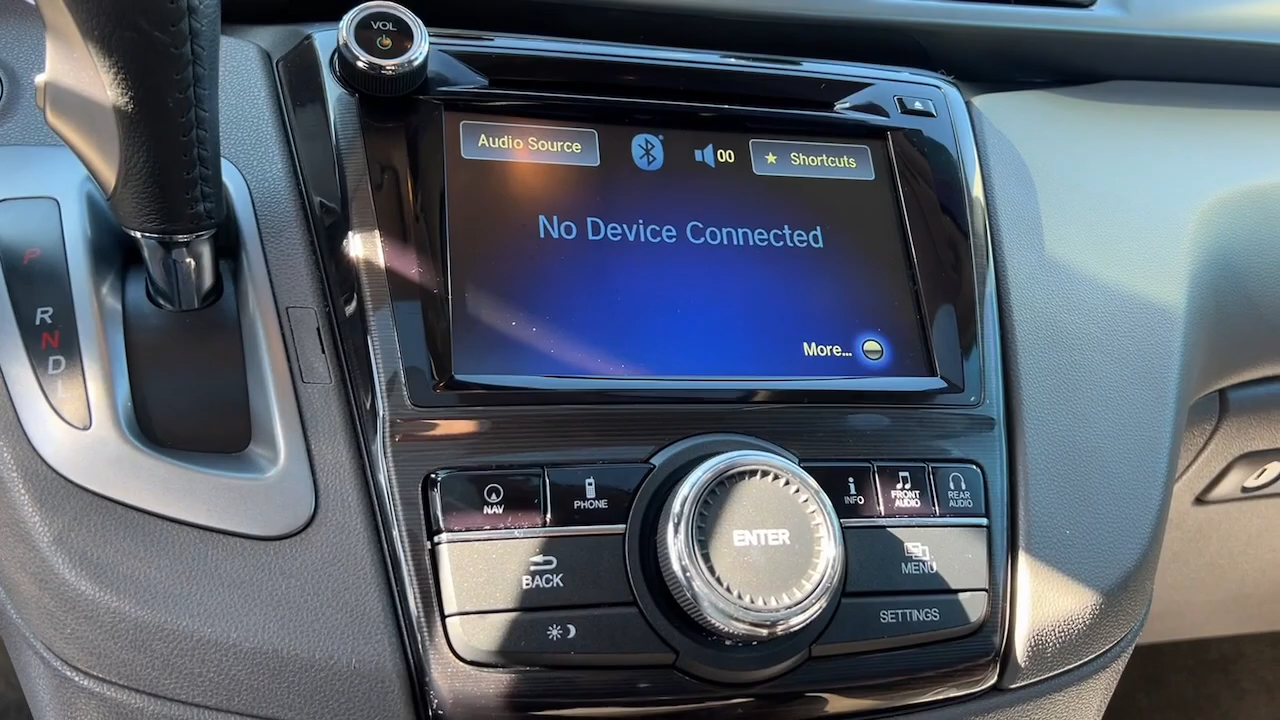 VOL
Audio Source
00
★ Shortcuts
No Device Connected
More...
P
R
N
D
L
NAV
PHONE
ENTER
i
INFO
FRONT
AUDIO
REAR
AUDIO
BACK
MENU
SETTINGS